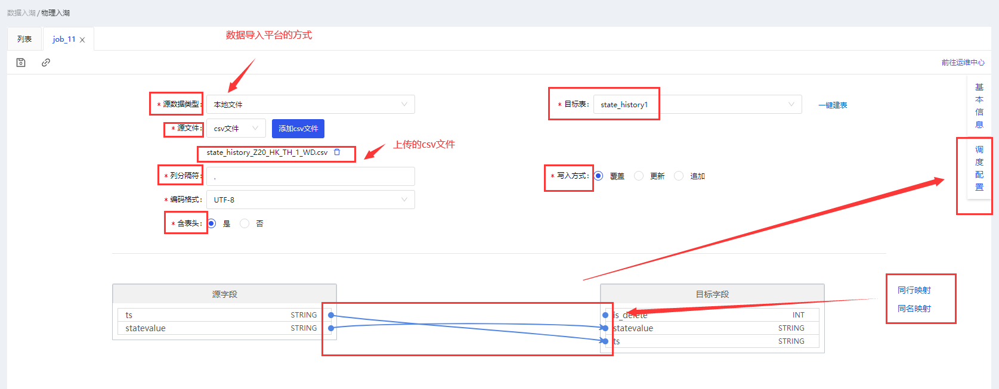 数据入湖 / 物理入湖
列表
job_11
数据导入平台的方式
前往运维中心
* 源数据类型:
本地文件
* 目标表:
state_history1
一键建表
* 源文件:
csv文件
添加csv文件
上传的csv文件
state_history_Z20_HK_TH_1_WD.csv
* 列分隔符:
,
* 写入方式:
覆盖
更新
追加
* 编码格式:
UTF-8
* 含表头:
是
否
基本信息
调度配置
源字段
目标字段
同行映射
同名映射
ts STRING
statevalue STRING
is_delete INT
statevalue STRING
ts STRING